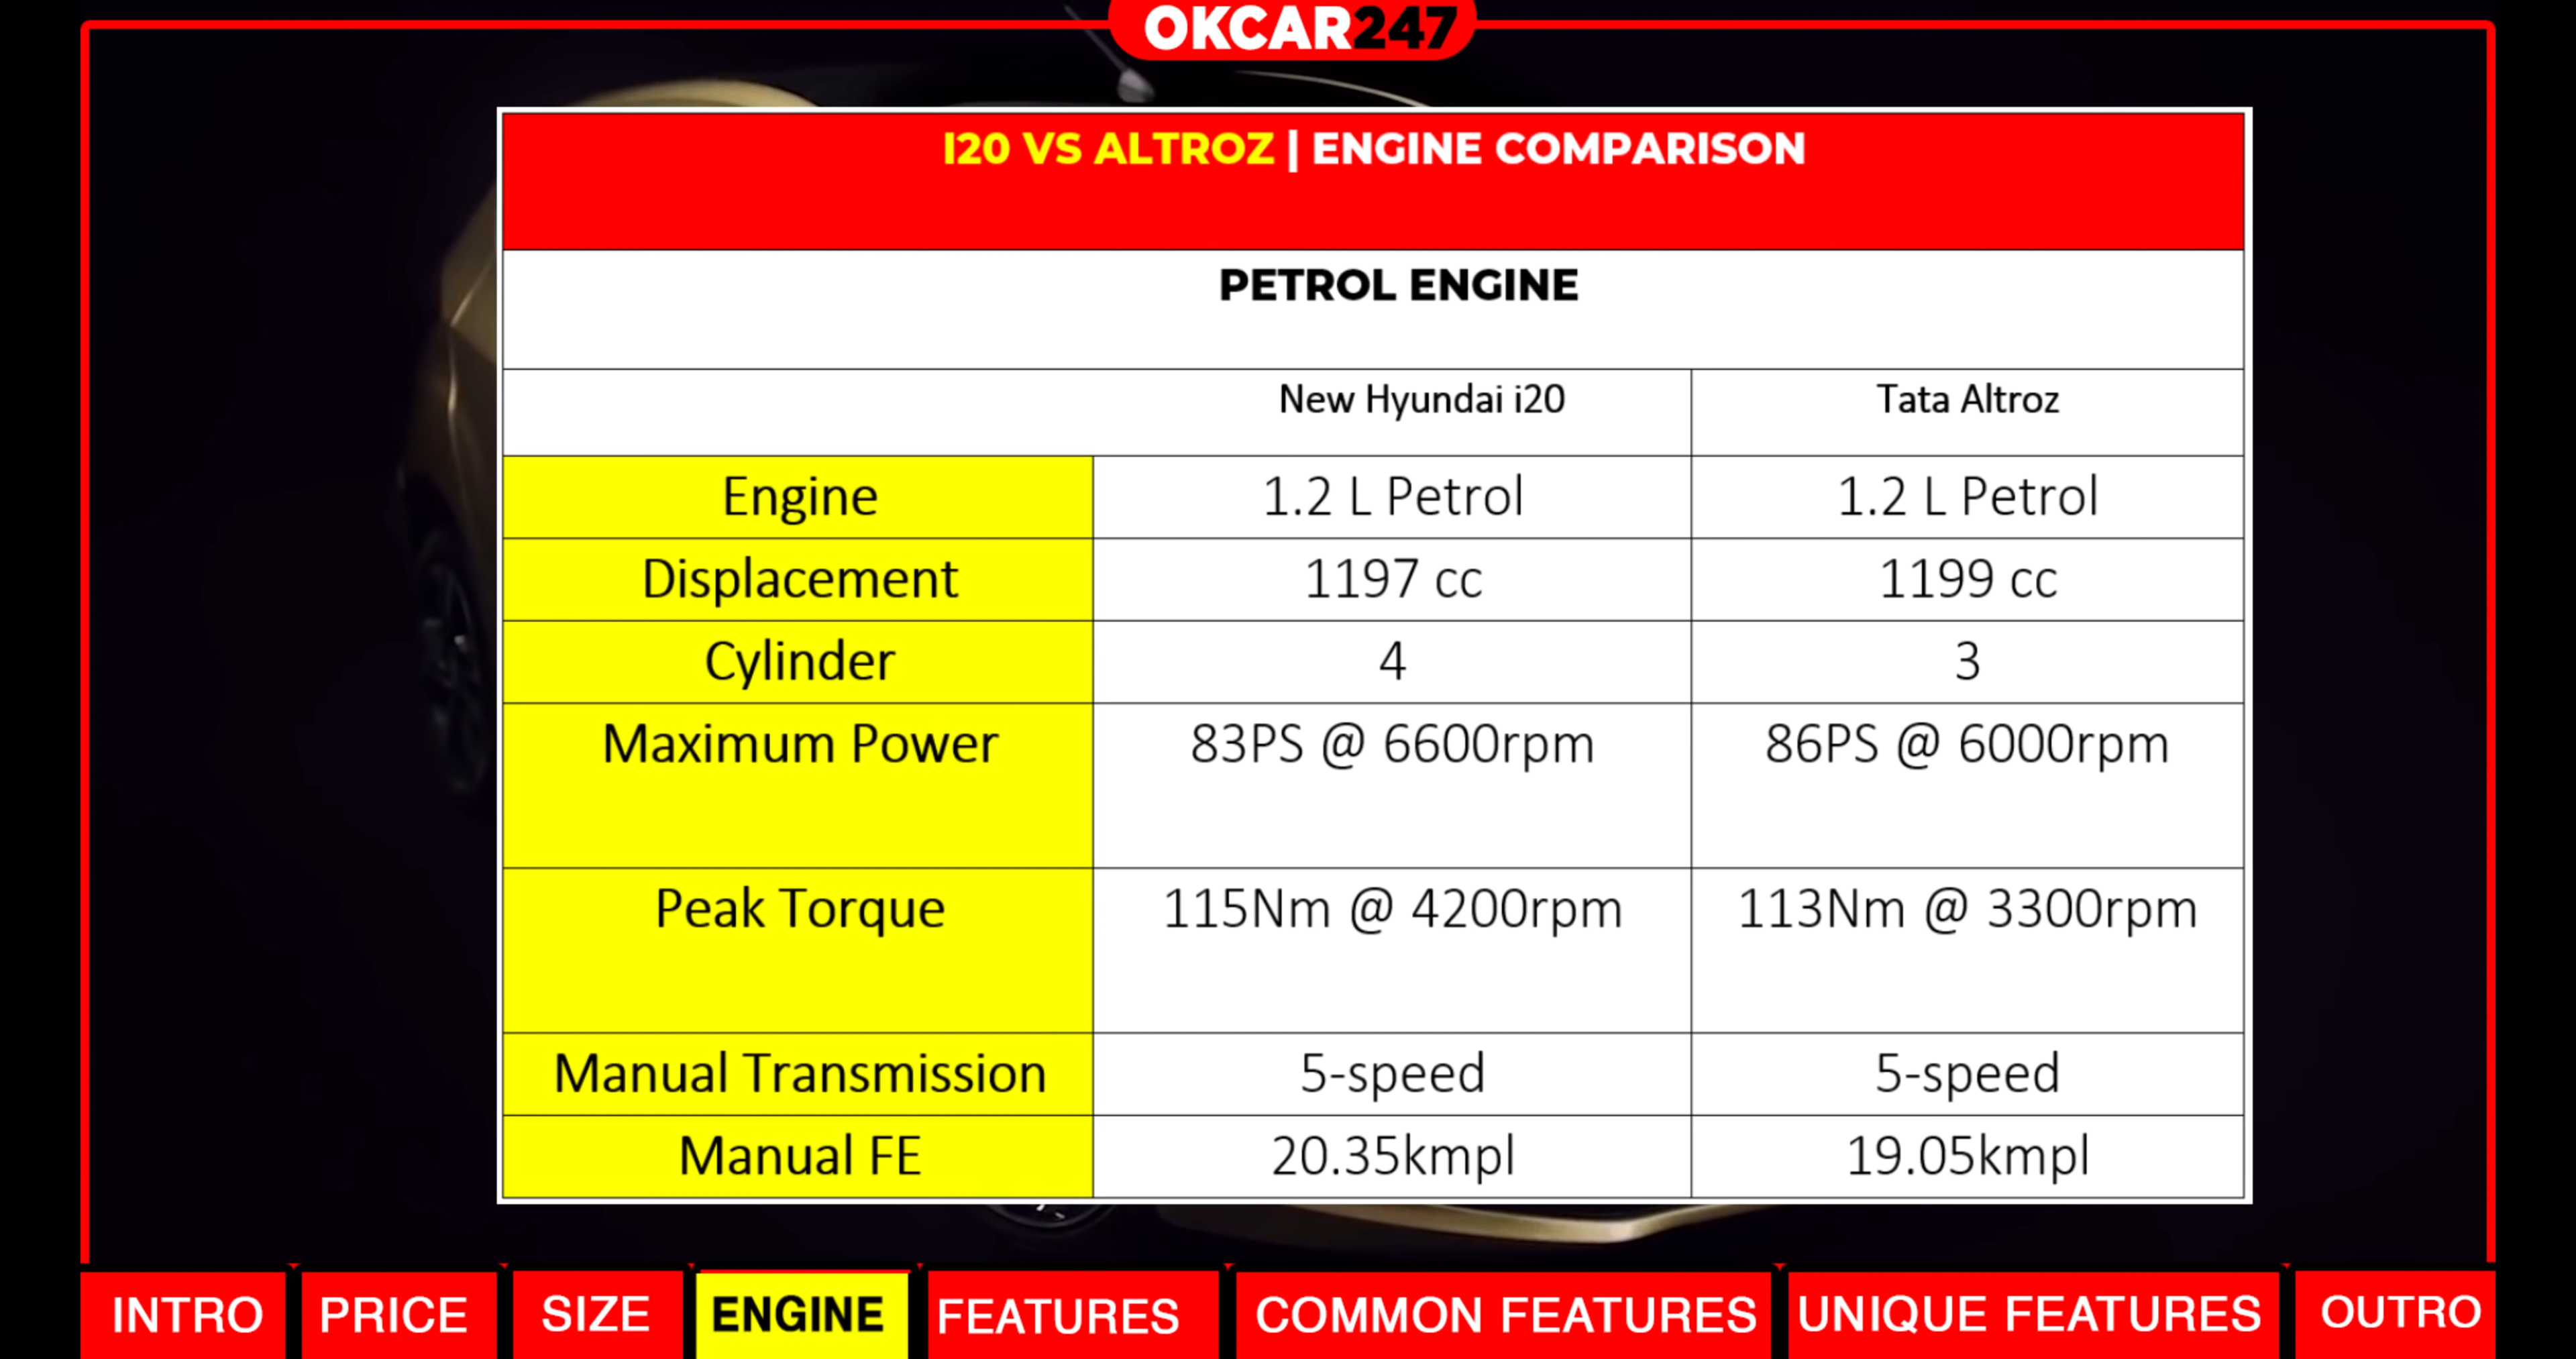 OKCAR247
I20 VS ALTROZ | ENGINE COMPARISON
PETROL ENGINE
New Hyundai i20 Tata Altroz
Engine 1.2 L Petrol 1.2 L Petrol
Displacement 1197 cc 1199 cc
Cylinder 4 3
Maximum Power 83PS @ 6600rpm 86PS @ 6000rpm
Peak Torque 115Nm @ 4200rpm 113Nm @ 3300rpm
Manual Transmission 5-speed 5-speed
Manual FE 20.35kmpl 19.05kmpl
INTRO PRICE SIZE ENGINE FEATURES COMMON FEATURES UNIQUE FEATURES OUTRO